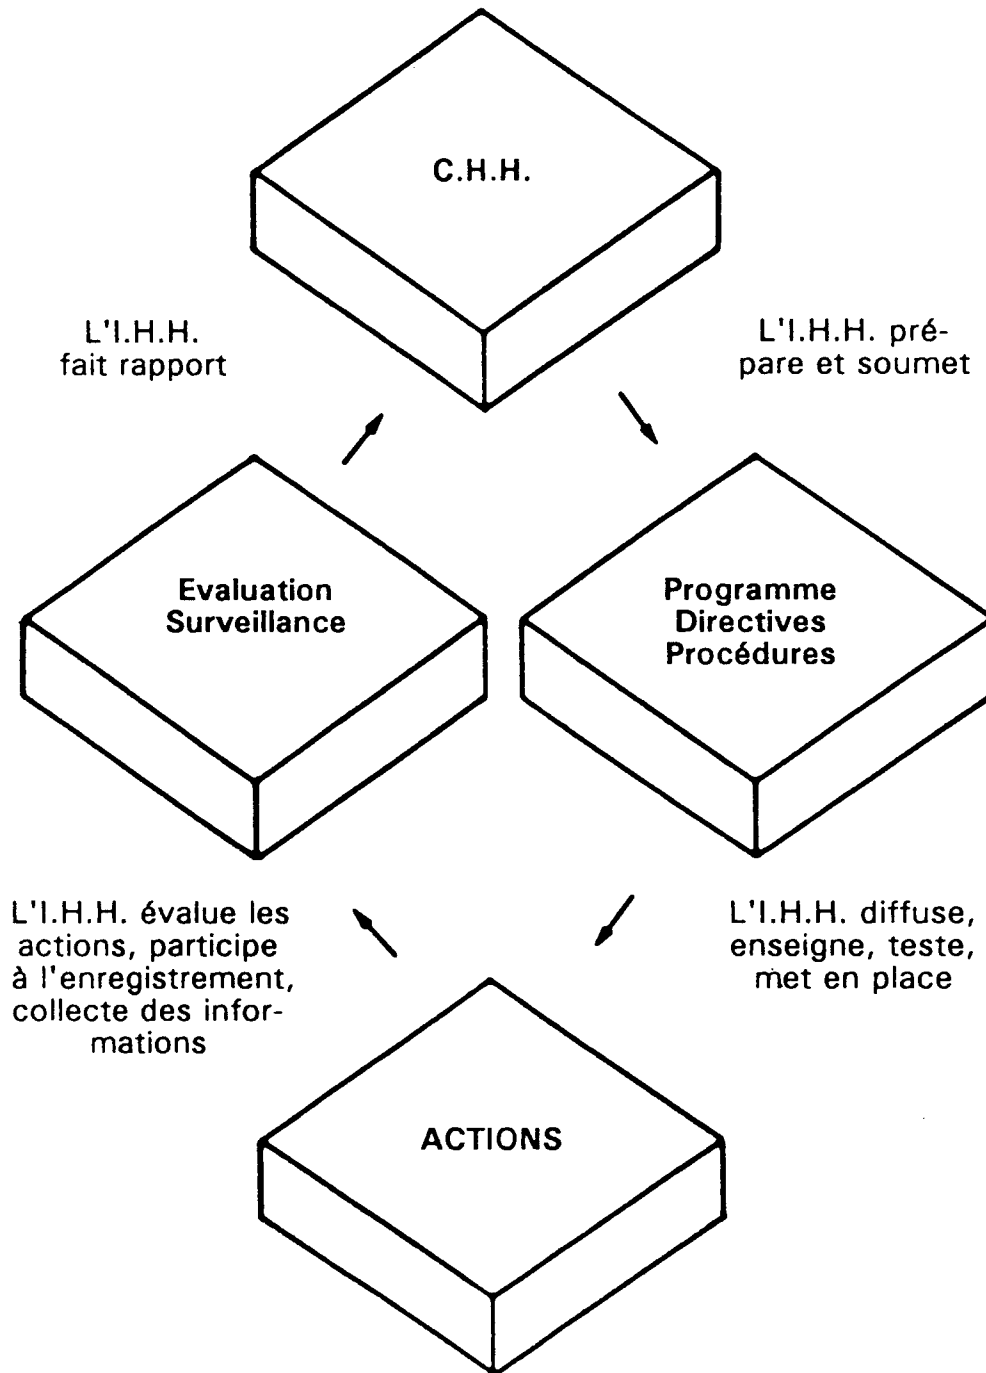 C.H.H.
L'I.H.H.
fait rapport
L'I.H.H. pré-
pare et soumet
Evaluation
Surveillance
Programme
Directives
Procédures
L'I.H.H. évalue les
actions, participe
à l'enregistrement,
collecte des infor-
mations
L'I.H.H. diffuse,
enseigne, teste,
met en place
ACTIONS